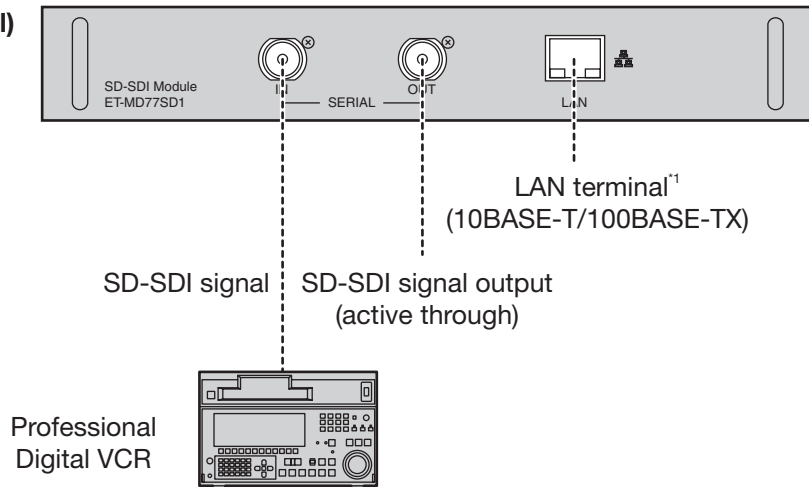 l)
SD-SDI Module
ET-MD77SD1
IN
SERIAL
OUT
LAN
LAN terminal*1
(10BASE-T/100BASE-TX)
SD-SDI signal
SD-SDI signal output
(active through)
Professional
Digital VCR